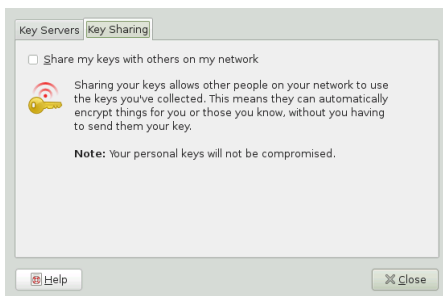 Key Servers Key Sharing
Share my keys with others on my network
Sharing your keys allows other people on your network to use
the keys you've collected. This means they can automatically
encrypt things for you or those you know, without you having
to send them your key.
Note: Your personal keys will not be compromised.
Help Close